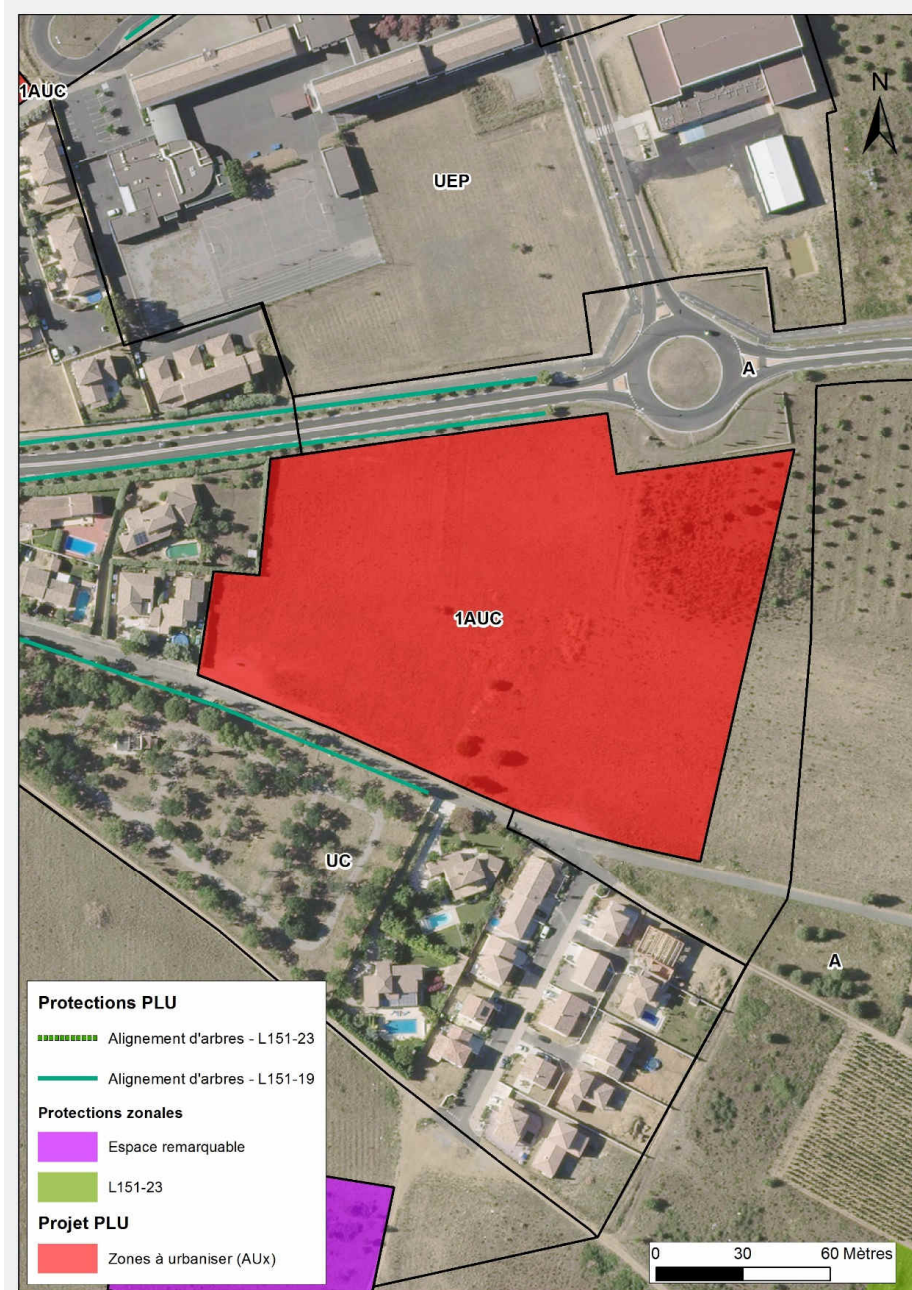 1AUC
N
UEP
A
1AUC
UC
A
Protections PLU
Alignement d'arbres - L151-23
Alignement d'arbres - L151-19
Protections zonales
Espace remarquable
L151-23
Projet PLU
Zones à urbaniser (AUx)
0 30 60 Mètres